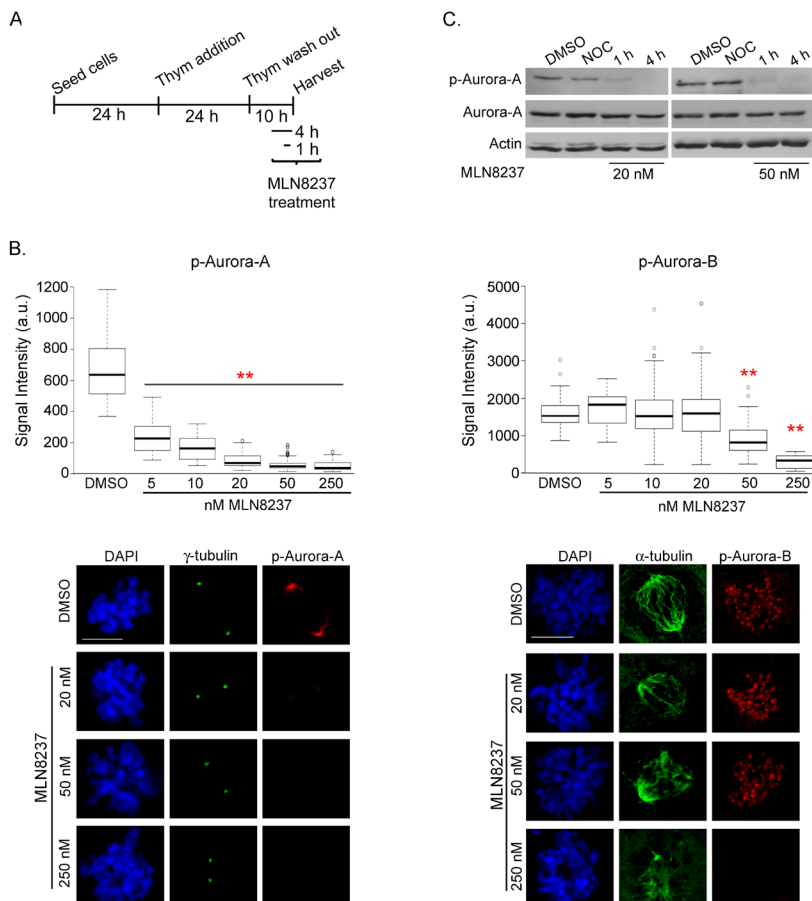 A
Seed cells
Thym addition
Thym wash out
Harvest
24 h
24 h
10 h
4 h
1 h
MLN8237
treatment
C.
DMSO
NOC
1 h
4 h
DMSO
NOC
1 h
4 h
p-Aurora-A
Aurora-A
Actin
MLN8237
20 nM
50 nM
B.
p-Aurora-A
Signal Intensity (a.u.)
1200
1000
800
600
400
200
0
**
DMSO
5
10
20
50
250
nM MLN8237
p-Aurora-B
Signal Intensity (a.u.)
5000
4000
3000
2000
1000
0
**
**
DMSO
5
10
20
50
250
nM MLN8237
DAPI
γ-tubulin
p-Aurora-A
DMSO
20 nM
50 nM
250 nM
MLN8237
DAPI
α-tubulin
p-Aurora-B
DMSO
20 nM
50 nM
250 nM
MLN8237